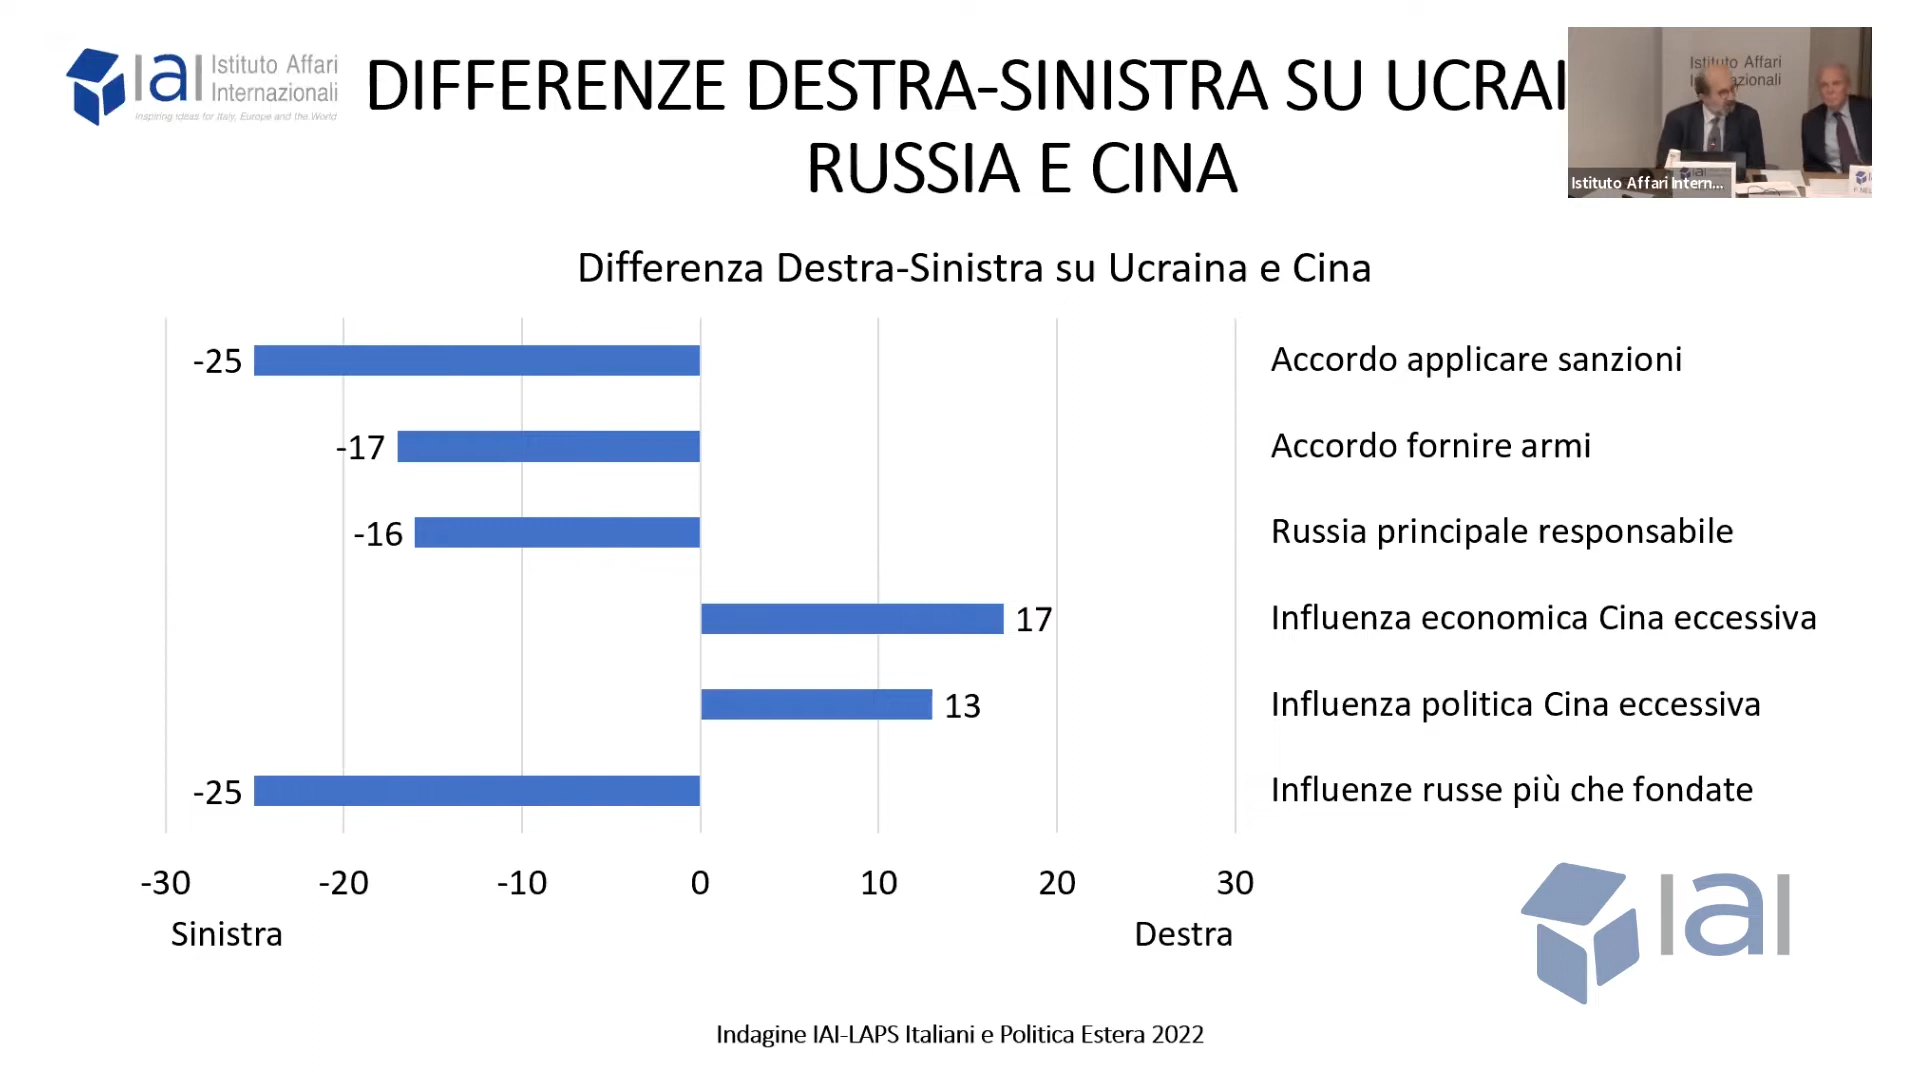 IAI Istituto Affari
Internazionali
Inspiring Ideas for Italy, Europe and the World
DIFFERENZE DESTRA-SINISTRA SU UCRAI
RUSSIA E CINA
Istituto Affari
Istituto Affari Intern...
Differenza Destra-Sinistra su Ucraina e Cina
-25 Accordo applicare sanzioni
-17 Accordo fornire armi
-16 Russia principale responsabile
17 Influenza economica Cina eccessiva
13 Influenza politica Cina eccessiva
-25 Influenze russe più che fondate
-30 -20 -10 0 10 20 30
Sinistra Destra
IAI
Indagine IAI-LAPS Italiani e Politica Estera 2022